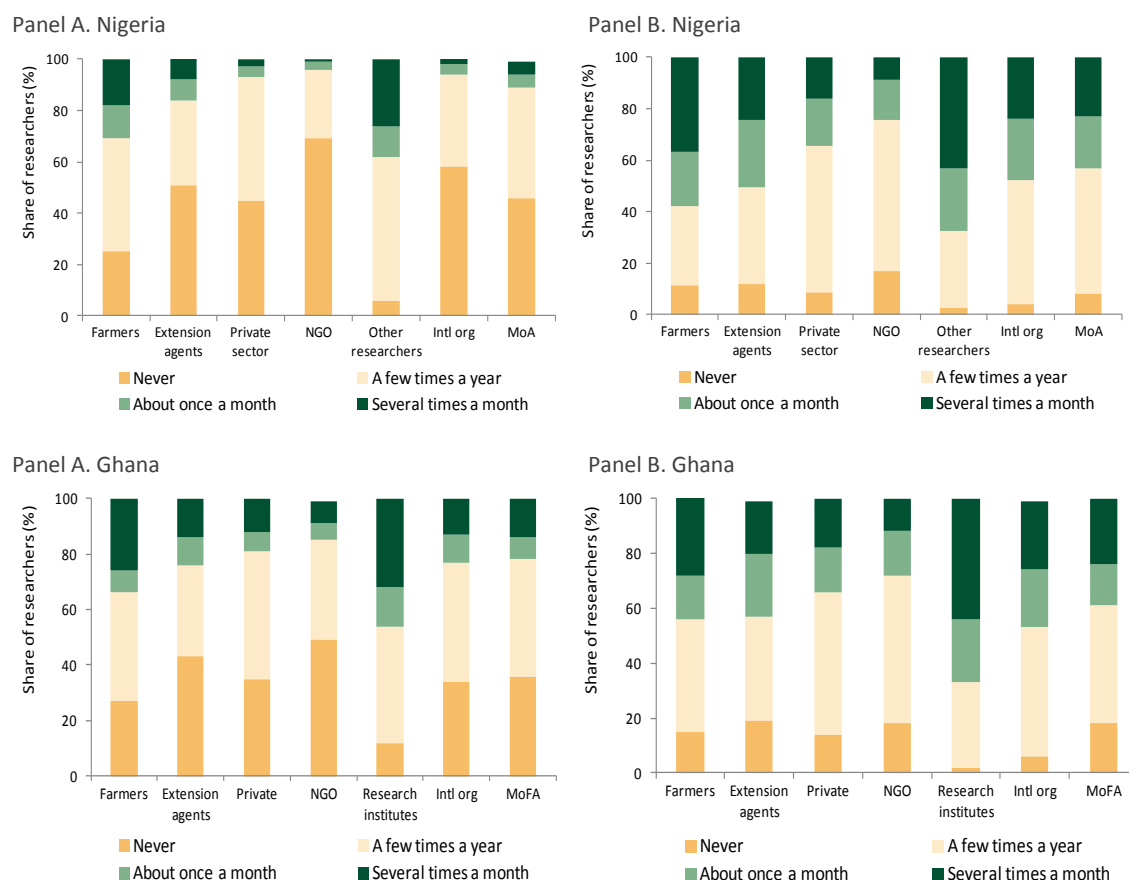 Panel A. Nigeria
Share of researchers (%)
100
80
60
40
20
0
Farmers Extension agents Private sector NGO Other researchers Intl org MoA
Never A few times a year
About once a month Several times a month
Panel B. Nigeria
Share of researchers (%)
100
80
60
40
20
0
Farmers Extension agents Private sector NGO Other researchers Intl org MoA
Never A few times a year
About once a month Several times a month
Panel A. Ghana
Share of researchers (%)
100
80
60
40
20
0
Farmers Extension agents Private NGO Research institutes Intl org MoFA
Never A few times a year
About once a month Several times a month
Panel B. Ghana
Share of researchers (%)
100
80
60
40
20
0
Farmers Extension agents Private NGO Research institutes Intl org MoFA
Never A few times a year
About once a month Several times a month